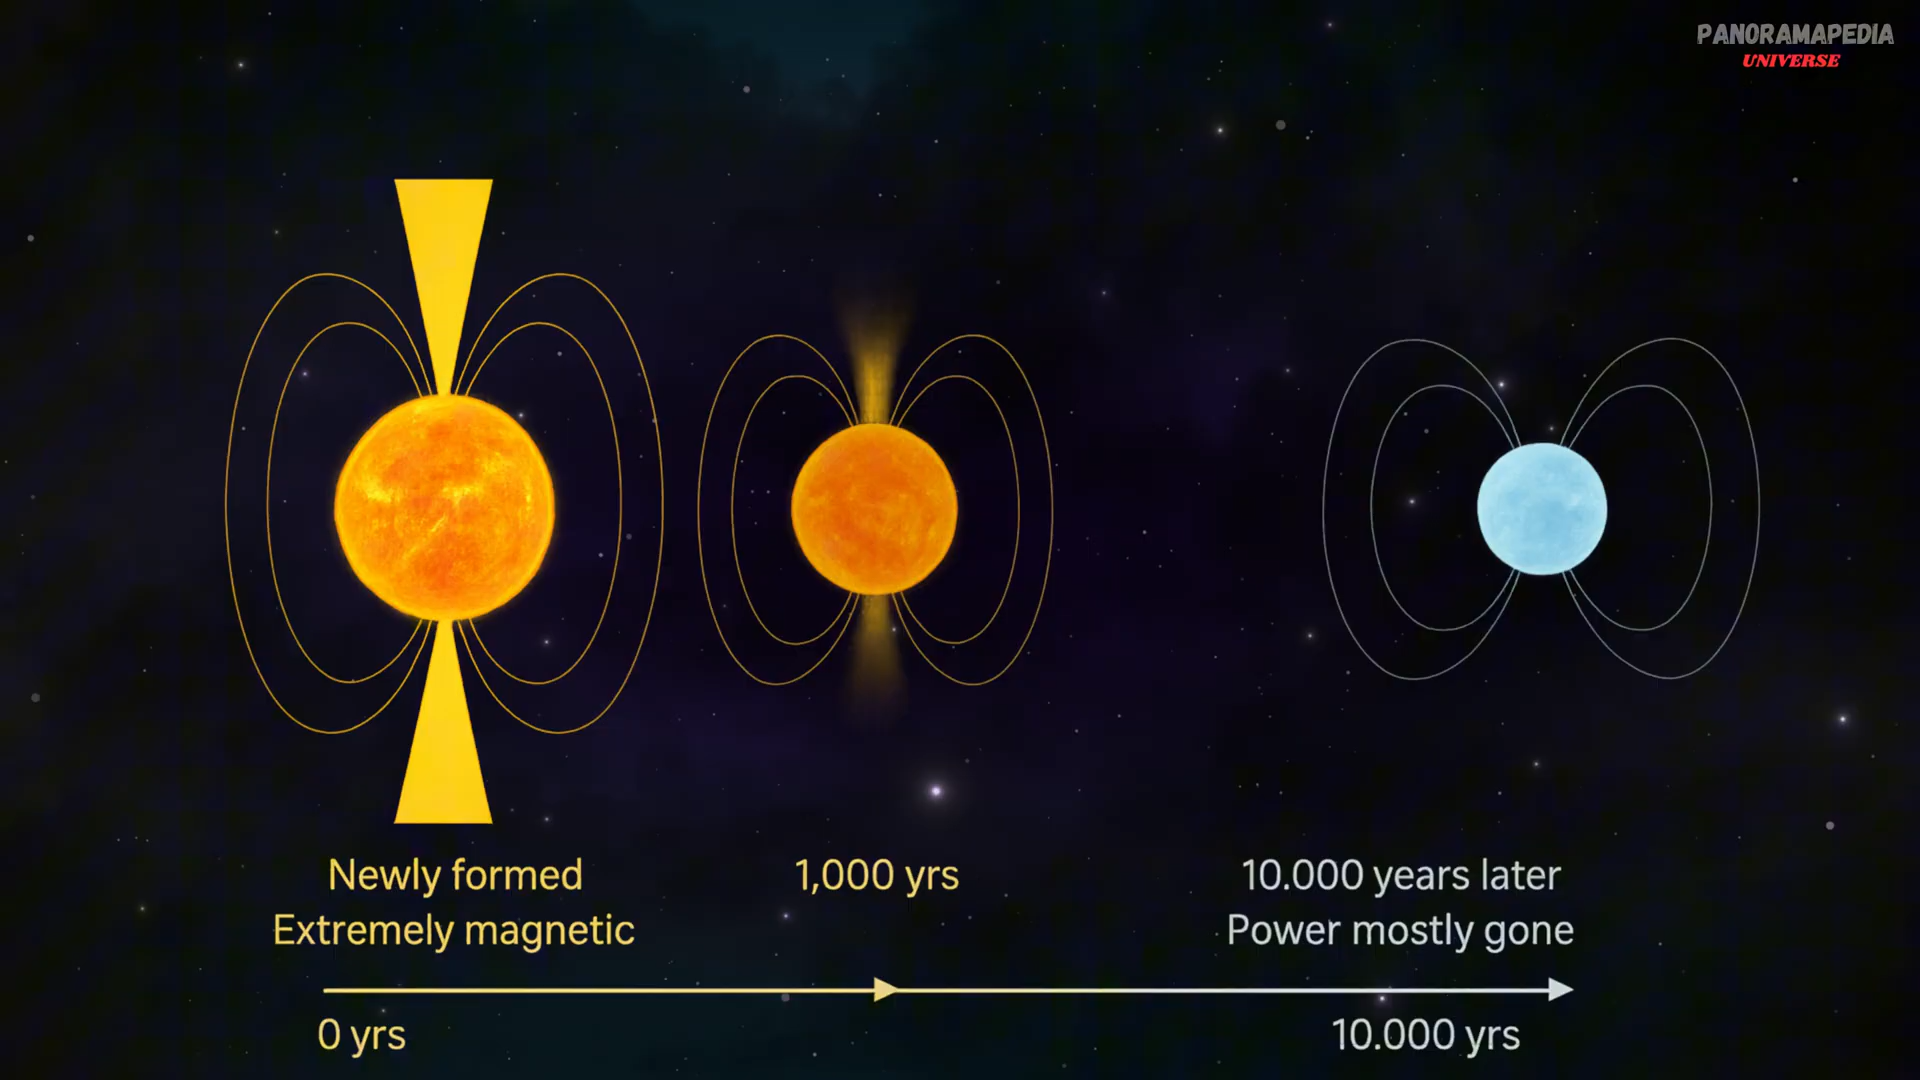 PANORAMAPEDIA
UNIVERSE
Newly formed
Extremely magnetic
1,000 yrs
10.000 years later
Power mostly gone
0 yrs
10.000 yrs